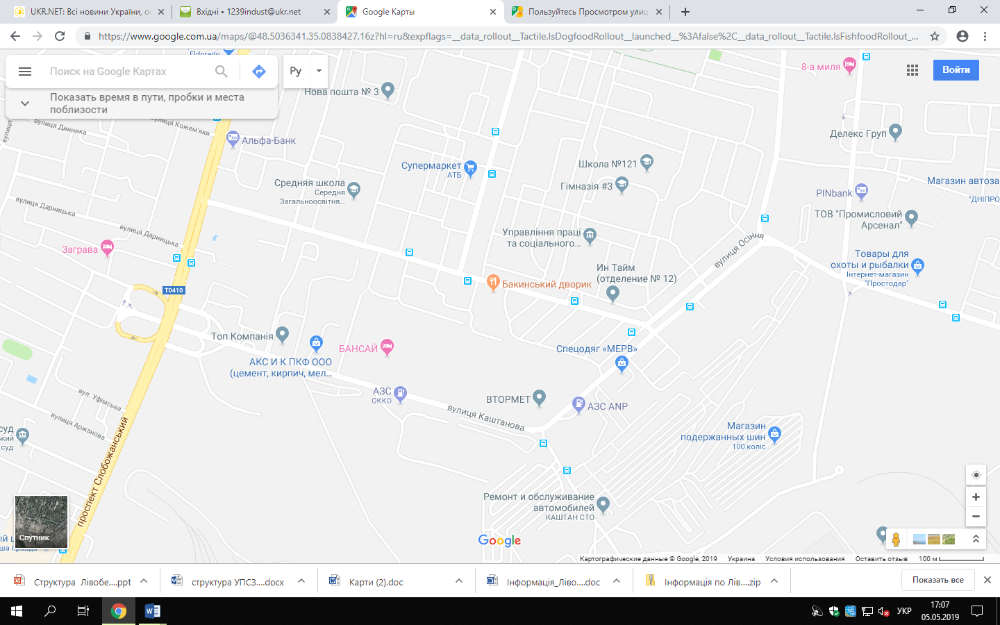 UKR.NET: Всі новини України, ос
Вхідні • 1239indust@ukr.net
Google Карты
Пользуйтесь Просмотром улиц
https://www.google.com.ua/maps/@48.5036341,35.0838427,16z?hl=ru&expflags=__data_rollout__Tactile.IsDogfoodRollout__launched__%3Afalse%2C__data_rollout__Tactile.IsFishfoodRollout_...
Eldorado
Поиск на Google Картах
Ру
Показать время в пути, пробки и места
поблизости
8-а миля
Войти
Нова пошта № 3
вулиця
вулиця Динника
вулиця Кожем'яки
Альфа-Банк
Делекс Груп
Супермаркет
АТБ
Школа №121
Гімназія #3
Средняя школа
Середня
Загальноосвітня...
Магазин автоза
"ДНІПРО
PINbank
ТОВ "Промисловий
Арсенал"
вулиця Дарницька
вулиця Дарницька
Управління праці
та соціального...
вулиця Осіння
Заграва
Товары для
охоты и рыбалки
Інтернет-магазин
"Простодар"
Ин Тайм
(отделение № 12)
Бакинський дворик
Т0410
Топ Компанія
БАНСАЙ
Спецодяг «МЕРВ»
АКС И К ПКФ ООО
(цемент, кирпич, мел...
АЗС
ОККО
ВТОРМЕТ
АЗС ANP
вулиця Каштанова
вул. Уфімська
вулиця Аржанова
суд
ький
суд
Магазин
подержанных шин
100 коліс
проспект Слобожанський
Ремонт и обслуживание
автомобилей
КАШТАН СТО
Спутник
ый ц
ша правда
Google
Картографические данные © Google, 2019
Украина
Условия использования
Оставить отзыв
100 м
Структура Лівобе....ppt
структура УПСЗ....docx
Карти (2).doc
Інформація_Ліво....doc
Інформація по Лів....zip
Показать все
УКР
17:07
05.05.2019